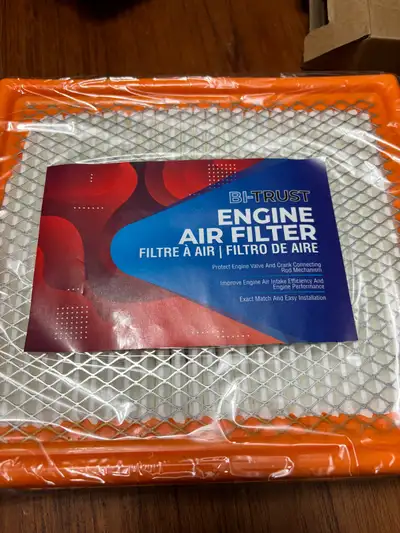 BI-TRUST
ENGINE
AIR FILTER
FILTRE À AIR | FILTRO DE AIRE
Protect Engine Valve And Crank Connecting
Rod Mechanism
Improve Engine Air Intake Efficiency And
Engine Performance
Exact Match And Easy Installation